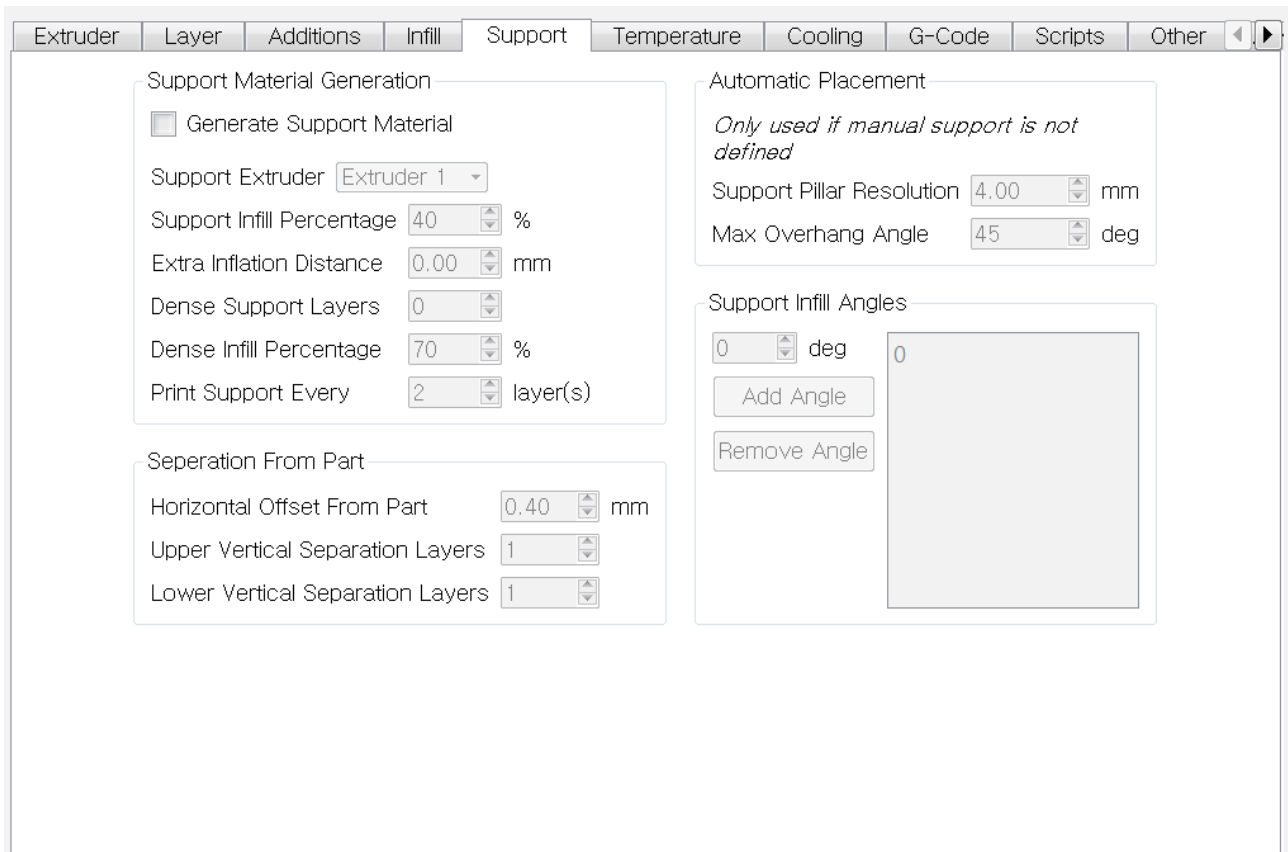 Extruder Layer Additions Infill Support Temperature Cooling G-Code Scripts Other
Support Material Generation
Generate Support Material
Support Extruder Extruder 1
Support Infill Percentage 40 %
Extra Inflation Distance 0.00 mm
Dense Support Layers 0
Dense Infill Percentage 70 %
Print Support Every 2 layer(s)
Seperation From Part
Horizontal Offset From Part 0.40 mm
Upper Vertical Separation Layers 1
Lower Vertical Separation Layers 1
Automatic Placement
Only used if manual support is not
defined
Support Pillar Resolution 4.00 mm
Max Overhang Angle 45 deg
Support Infill Angles
0 deg
Add Angle
Remove Angle
0